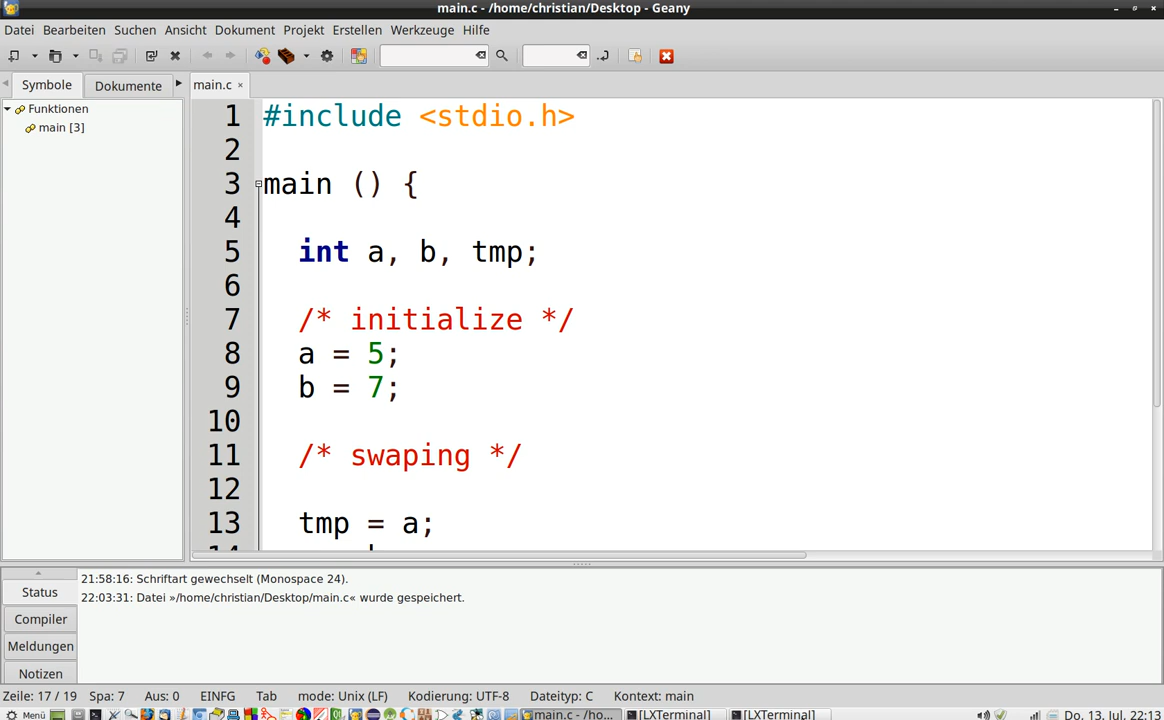 main.c - /home/christian/Desktop - Geany
Datei Bearbeiten Suchen Ansicht Dokument Projekt Erstellen Werkzeuge Hilfe
Symbole Dokumente main.c ×
Funktionen
main [3]
1 #include <stdio.h>
2
3 main () {
4
5 int a, b, tmp;
6
7 /* initialize */
8 a = 5;
9 b = 7;
10
11 /* swaping */
12
13 tmp = a;
Status
Compiler
Meldungen
Notizen
21:58:16: Schriftart gewechselt (Monospace 24).
22:03:31: Datei »/home/christian/Desktop/main.c« wurde gespeichert.
Zeile: 17 / 19 Spa: 7 Aus: 0 EINFG Tab mode: Unix (LF) Kodierung: UTF-8 Dateityp: C Kontext: main
Menü main.c - /ho... [LXTerminal] [LXTerminal] Do. 13. Jul, 22:13